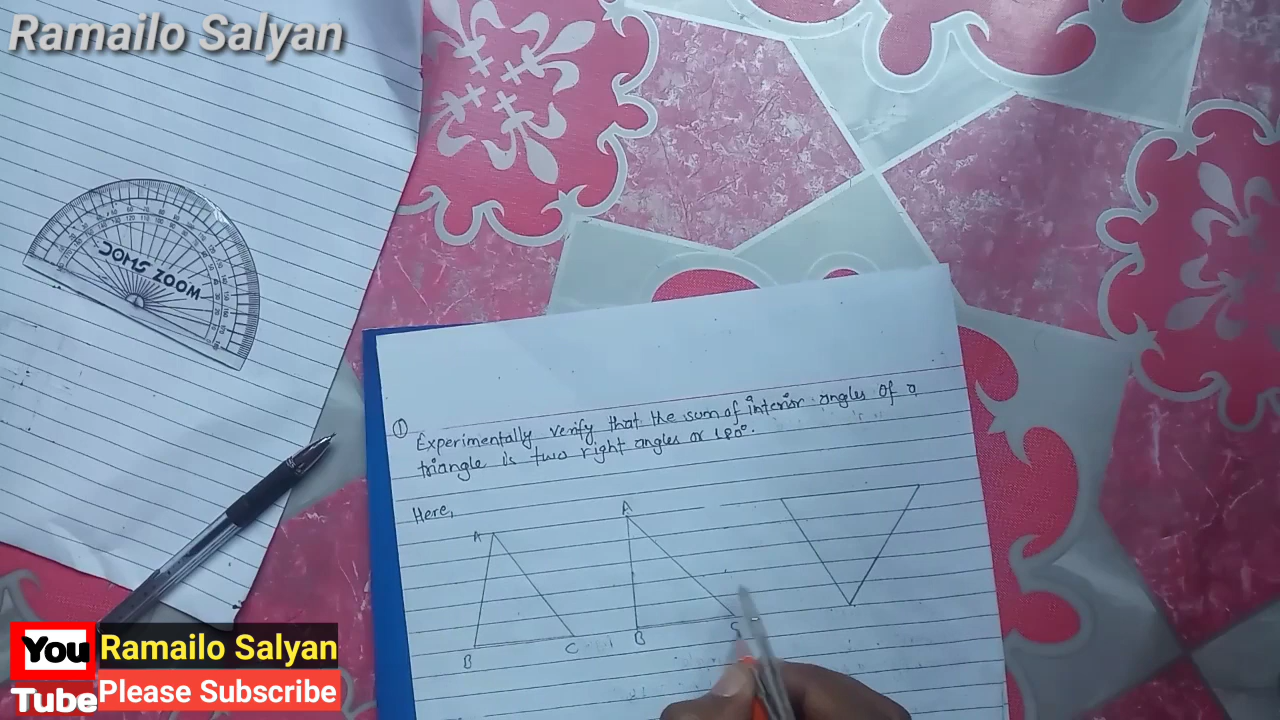 Ramailo Salyan
DOMS ZOOM
① Experimentally verify that the sum of interior angles of a
triangle is two right angles or 180°.
Here,
A
A
B
C
B
You Ramailo Salyan
Tube Please Subscribe